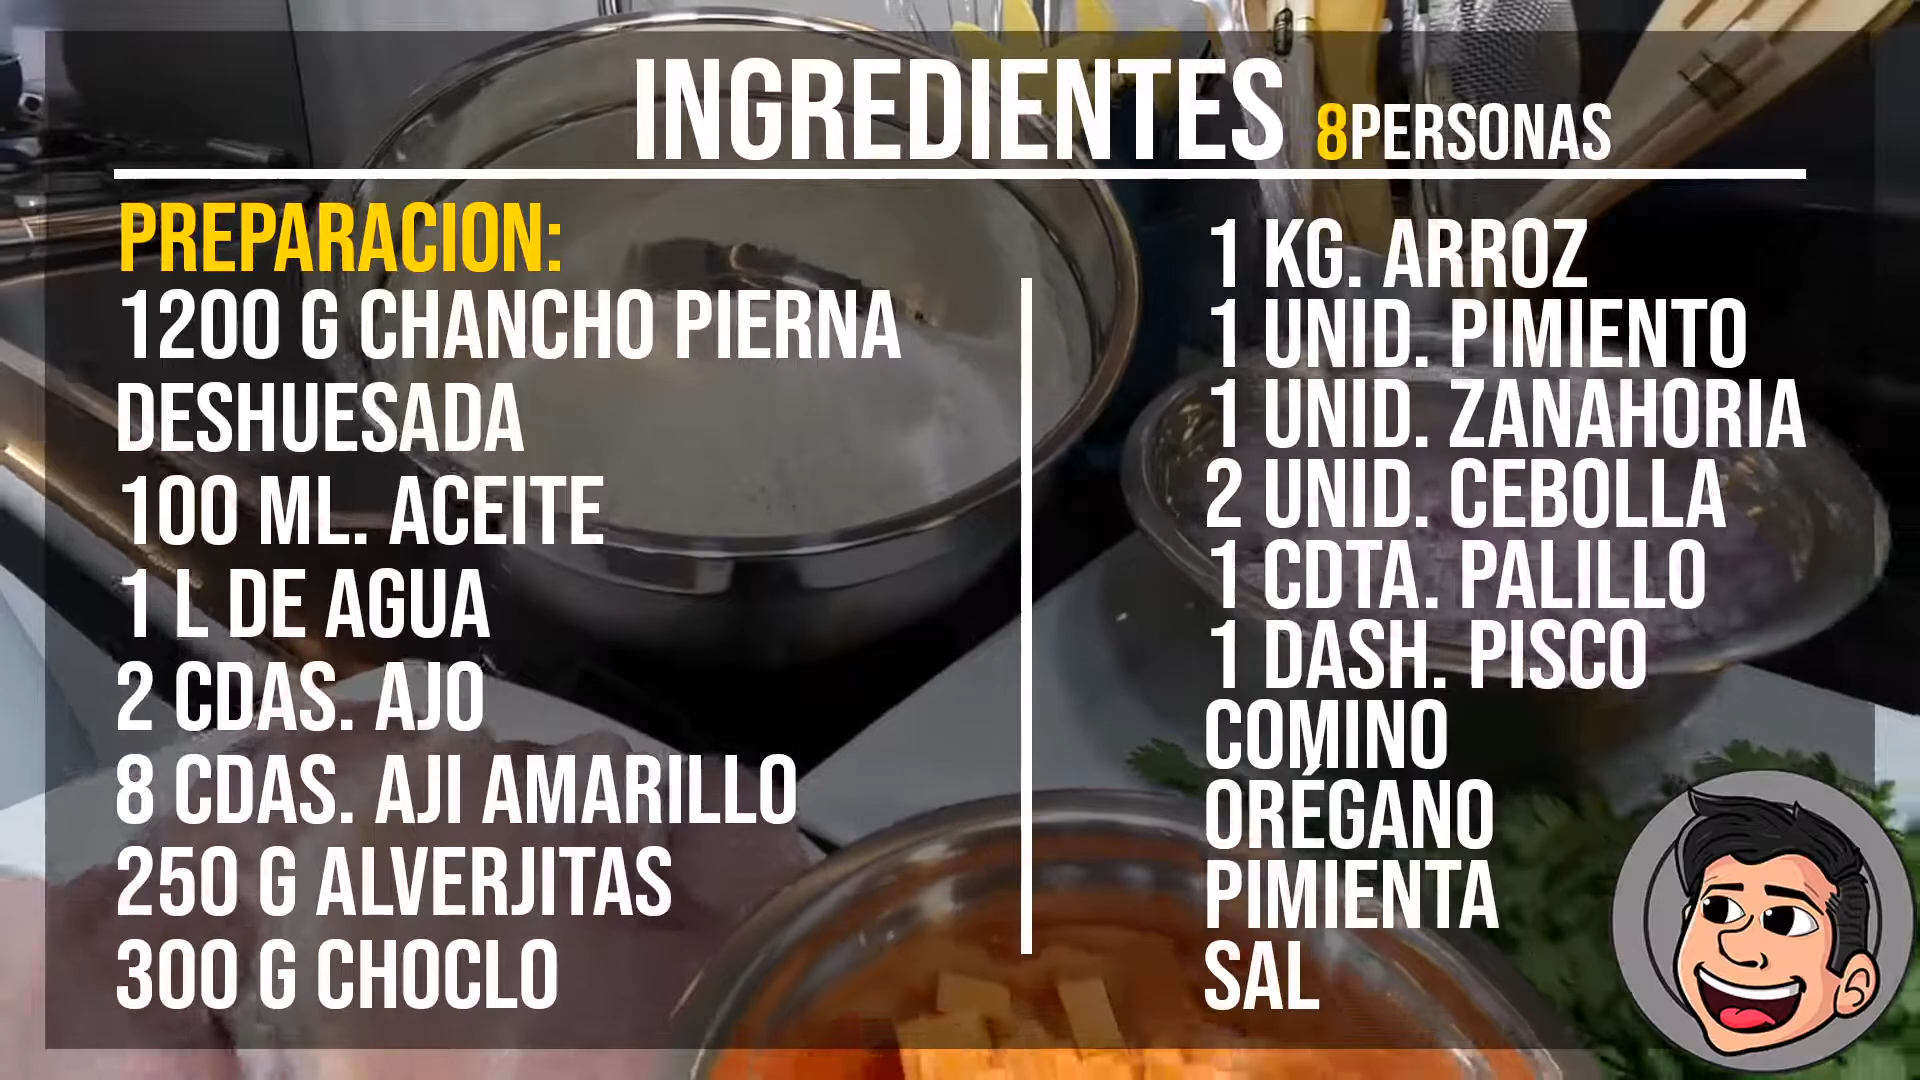 INGREDIENTES 8PERSONAS
PREPARACION:
1200 G CHANCHO PIERNA
DESHUESADA
100 ML. ACEITE
1 L DE AGUA
2 CDAS. AJO
8 CDAS. AJI AMARILLO
250 G ALVERJITAS
300 G CHOCLO
1 KG. ARROZ
1 UNID. PIMIENTO
1 UNID. ZANAHORIA
2 UNID. CEBOLLA
1 CDTA. PALILLO
1 DASH. PISCO
COMINO
ORÉGANO
PIMIENTA
SAL